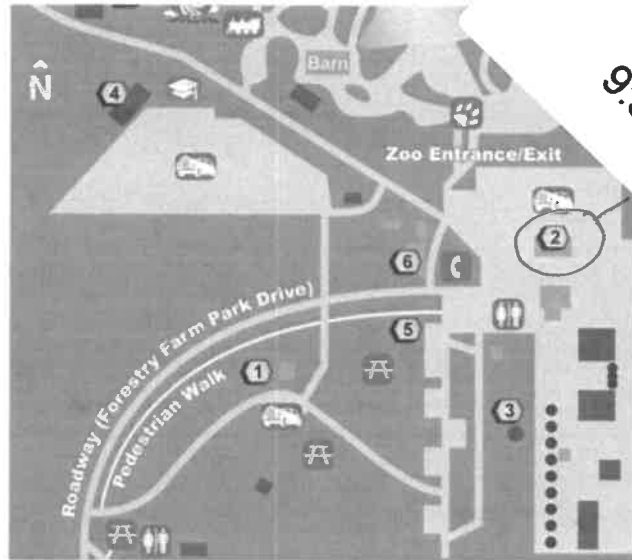 Barn
N
4
Zoo Entrance/Exit
2
6
5
Roadway (Forestry Farm Park Drive)
Pedestrian Walk
1
3